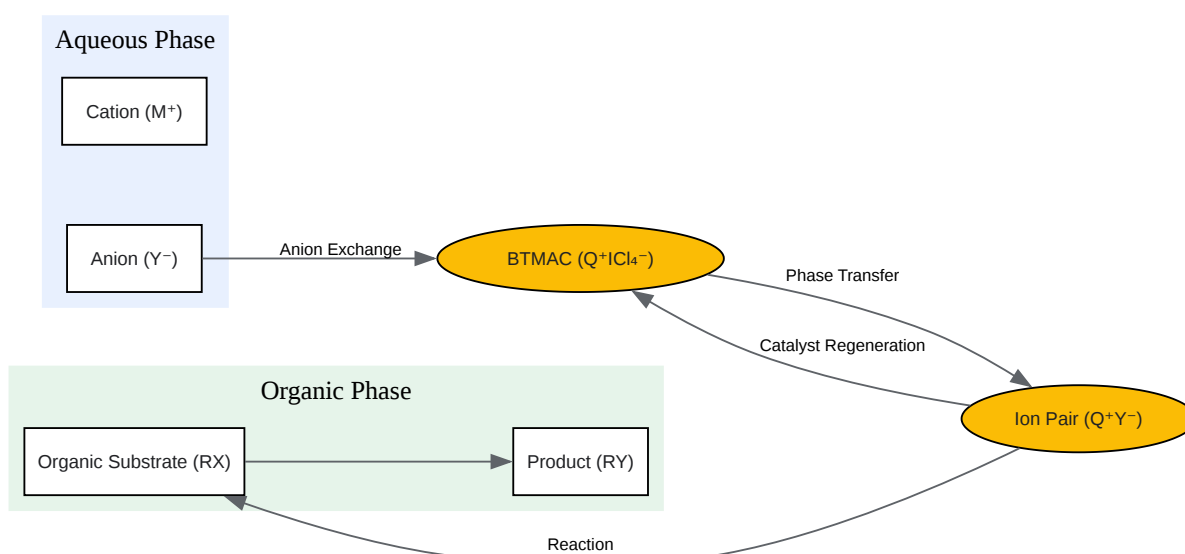 Aqueous Phase
Cation (M⁺)
Anion (Y⁻)
Anion Exchange
BTMAC (Q⁺ICl₄⁻)
Phase Transfer
Catalyst Regeneration
Ion Pair (Q⁺Y⁻)
Organic Phase
Organic Substrate (RX)
Product (RY)
Reaction